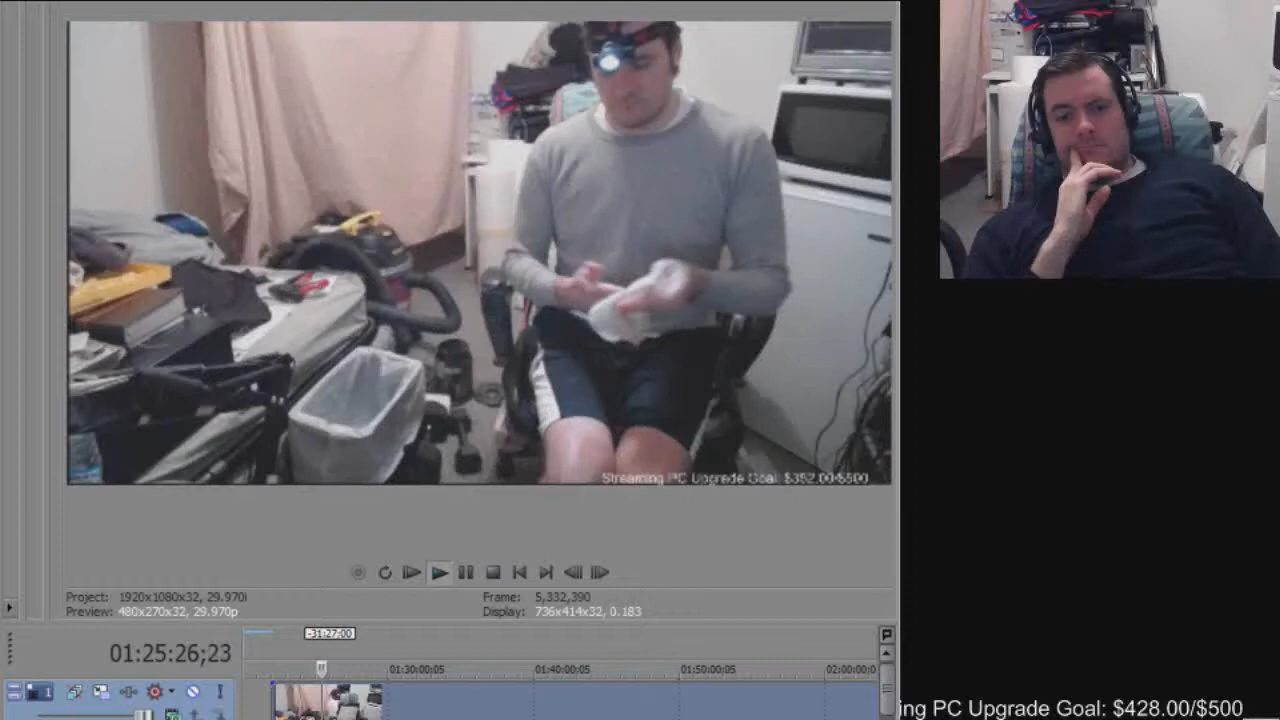 Streaming PC Upgrade Goal: $352.00/$500
Project: 1920x1080x32, 29.970i
Frame: 5,332,390
Preview: 480x270x32, 29.970p
Display: 736x414x32, 0.183
-31:27:00
P
01:25:26;23
01:30:00;05
01:40:00;05
01:50:00;05
02:00:00;0
1
ing PC Upgrade Goal: $428.00/$500